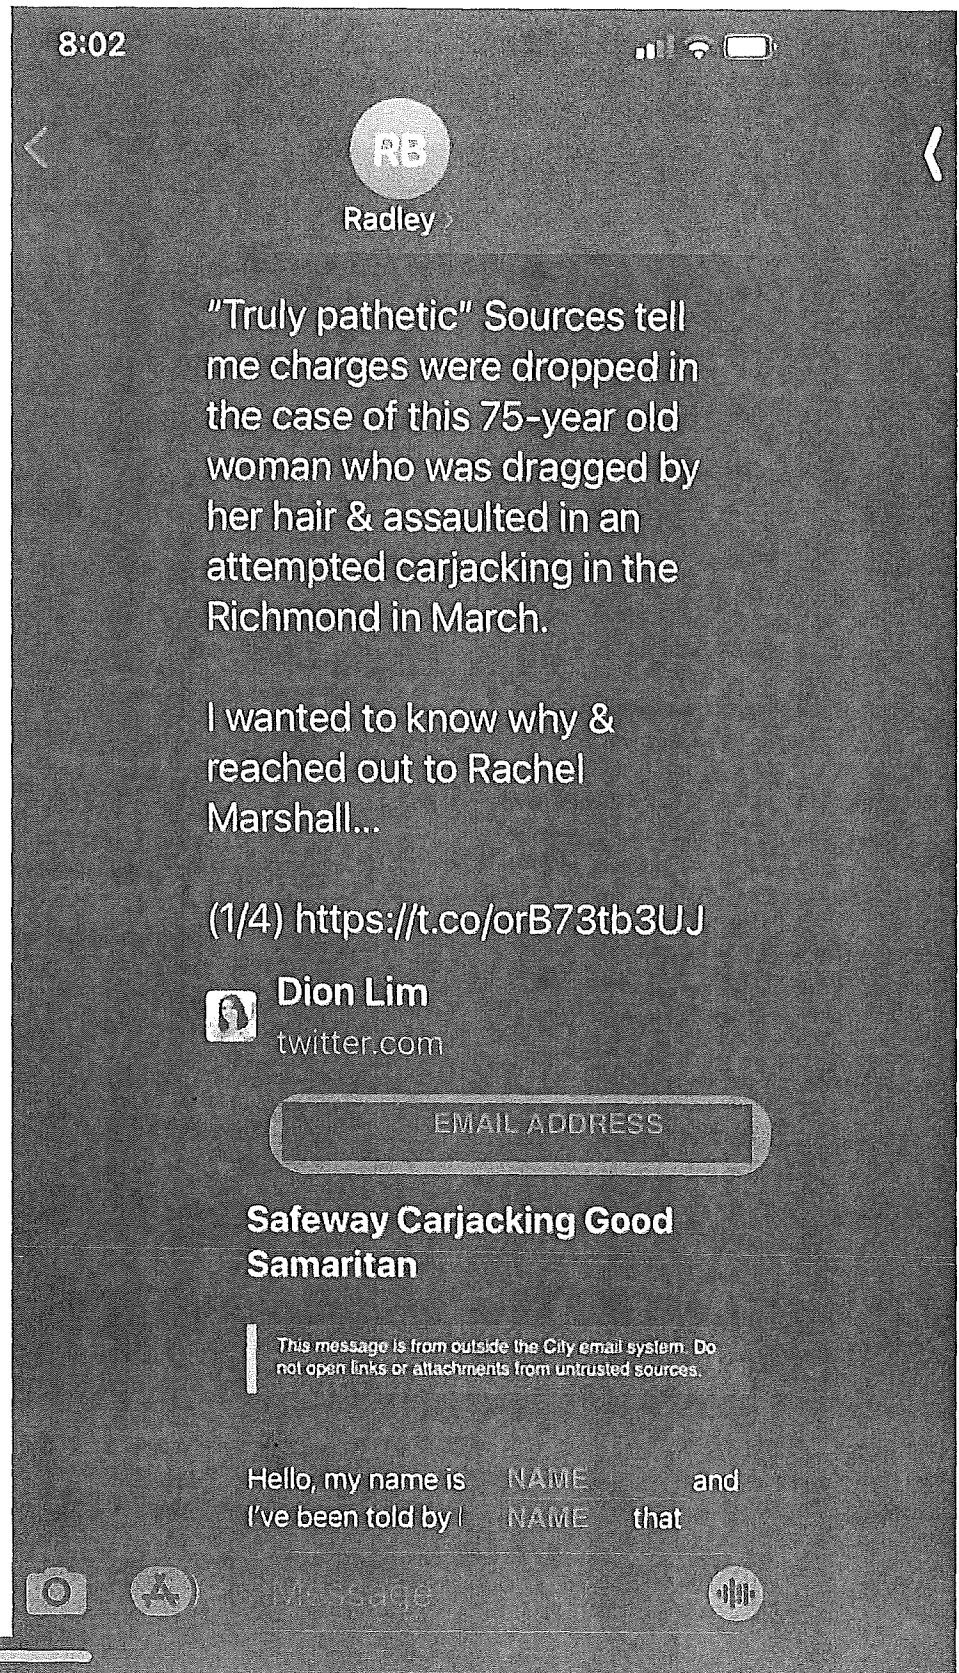 8:02
RB
Radley
"Truly pathetic" Sources tell
me charges were dropped in
the case of this 75-year old
woman who was dragged by
her hair & assaulted in an
attempted carjacking in the
Richmond in March.
I wanted to know why &
reached out to Rachel
Marshall...
(1/4) https://t.co/orB73tb3UJ
Dion Lim
twitter.com
EMAIL ADDRESS
Safeway Carjacking Good
Samaritan
This message is from outside the City email system. Do
not open links or attachments from untrusted sources.
Hello, my name is NAME and
I've been told by NAME that
Message